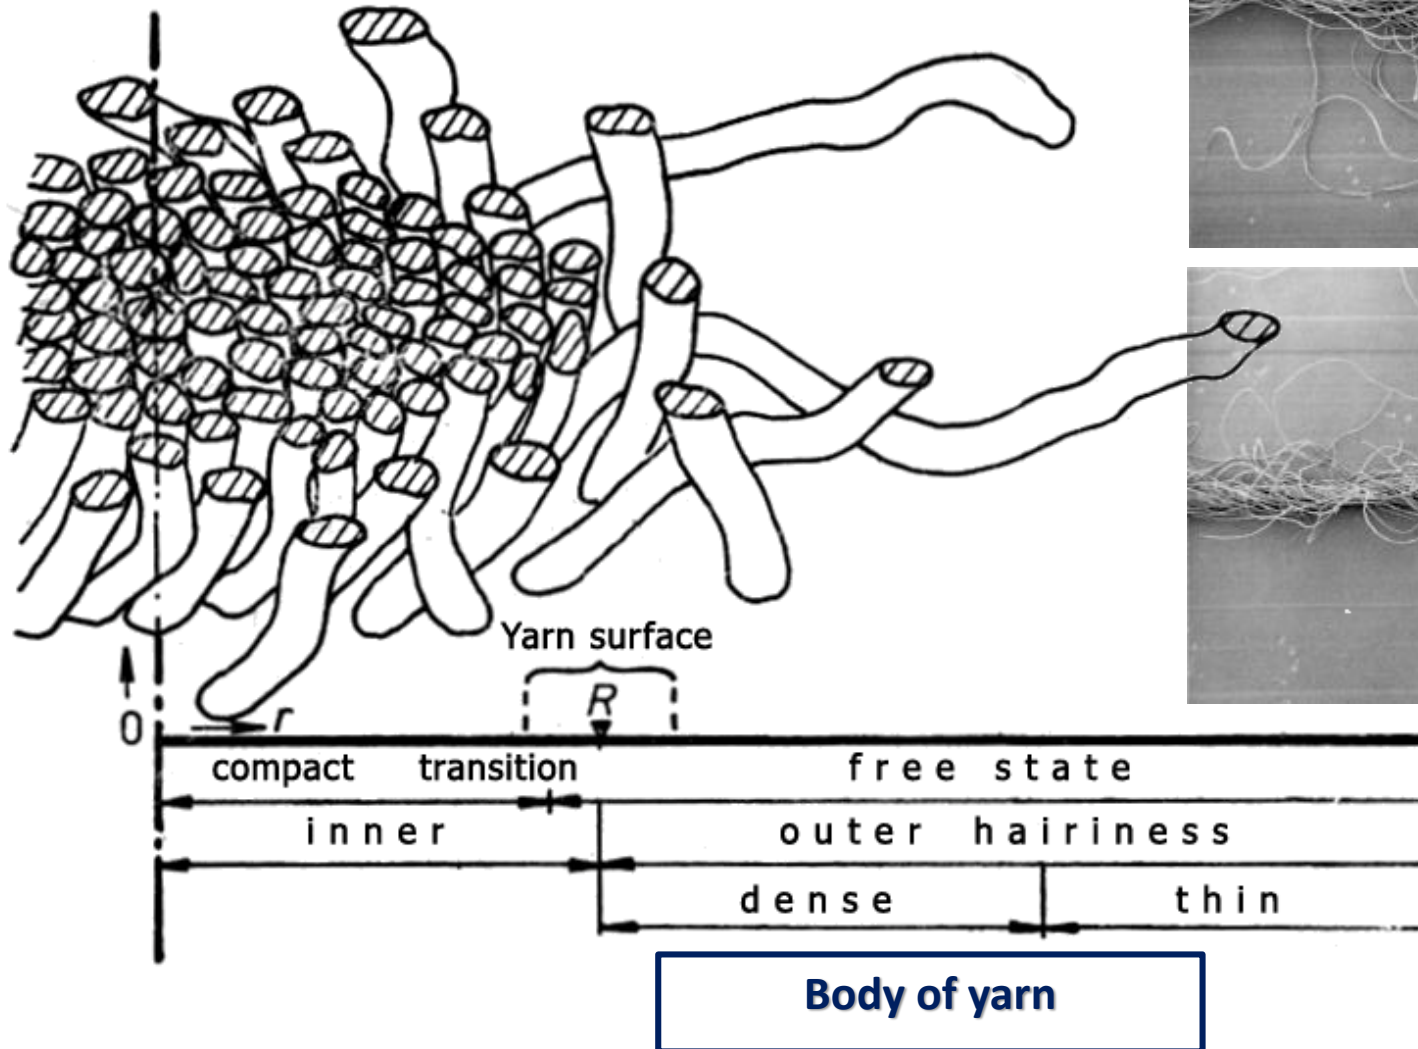 Yarn surface
R
0
r
compact transition free state
inner outer hairiness
dense thin
Body of yarn